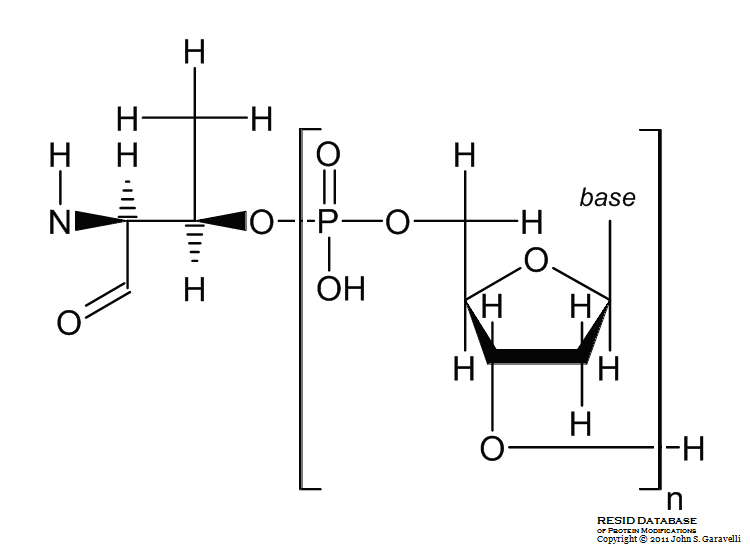 H
H H
H H O H base
N O P O H
H OH O
O H H
H H
H
O H
n
RESID DATABASE
OF PROTEIN MODIFICATIONS
Copyright © 2011 John S. Garavelli